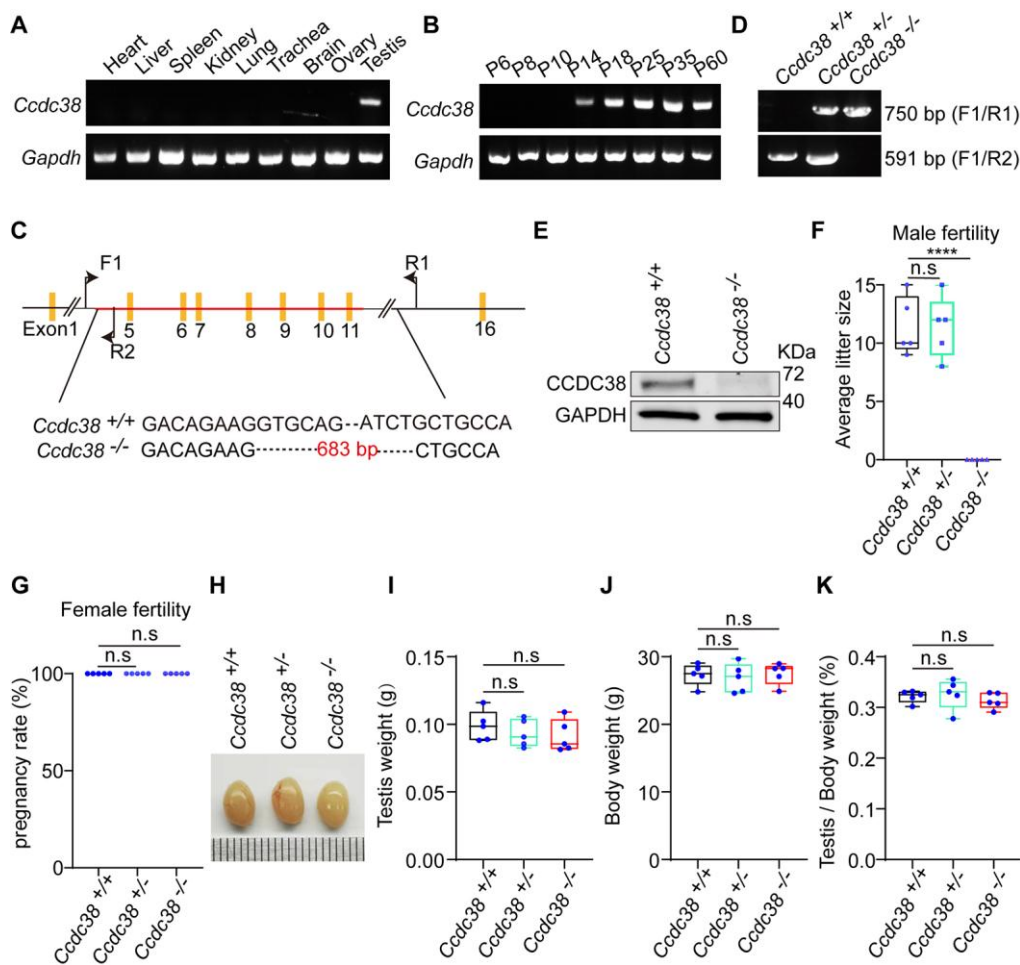 A
Heart
Liver
Spleen
Kidney
Lung
Trachea
Brain
Ovary
Testis
Ccdc38
Gapdh
B
P6
P8
P10
P14
P18
P25
P35
P60
Ccdc38
Gapdh
D
Ccdc38 +/+
Ccdc38 +/-
Ccdc38 -/-
750 bp (F1/R1)
591 bp (F1/R2)
C
F1
R1
Exon1
R2
5
6
7
8
9
10
11
16
Ccdc38 +/+ GACAGAAGGTGCAG--ATCTGCTGCCA
Ccdc38 -/- GACAGAAG------683 bp------CTGCCA
E
Ccdc38 +/+
Ccdc38 -/-
KDa
CCDC38
72
40
GAPDH
F
Male fertility
****
n.s
Average litter size
15
10
5
0
Ccdc38 +/+
Ccdc38 +/-
Ccdc38 -/-
G
Female fertility
n.s
n.s
pregnancy rate (%)
100
50
0
Ccdc38 +/+
Ccdc38 +/-
Ccdc38 -/-
H
Ccdc38 +/+
Ccdc38 +/-
Ccdc38 -/-
I
n.s
n.s
Testis weight (g)
0.15
0.10
0.05
0.00
Ccdc38 +/+
Ccdc38 +/-
Ccdc38 -/-
J
n.s
n.s
Body weight (g)
30
20
10
0
Ccdc38 +/+
Ccdc38 +/-
Ccdc38 -/-
K
n.s
n.s
Testis / Body weight (%)
0.4
0.3
0.2
0.1
0.0
Ccdc38 +/+
Ccdc38 +/-
Ccdc38 -/-